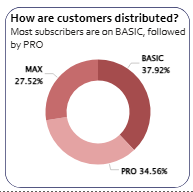 How are customers distributed?
Most subscribers are on BASIC, followed
by PRO
BASIC
37.92%
MAX
27.52%
PRO 34.56%